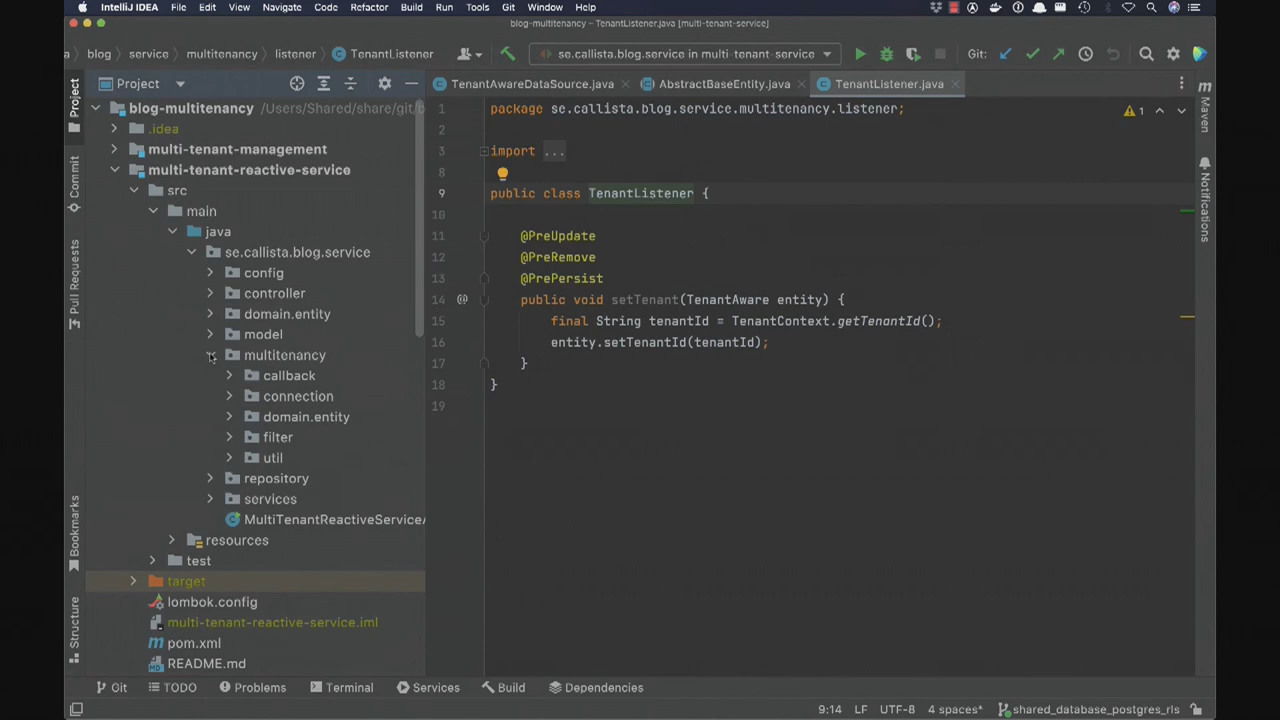 IntelliJ IDEA File Edit View Navigate Code Refactor Build Run Tools Git Window Help
blog-multitenancy – TenantListener.java [multi-tenant-service]
a blog service multitenancy listener TenantListener se.callista.blog.service in multi-tenant-service Git:
Project
TenantAwareDataSource.java AbstractBaseEntity.java TenantListener.java
blog-multitenancy /Users/Shared/share/git/b
.idea
multi-tenant-management
multi-tenant-reactive-service
src
main
java
se.callista.blog.service
config
controller
domain.entity
model
multitenancy
callback
connection
domain.entity
filter
util
repository
services
MultiTenantReactiveServiceA
resources
test
target
lombok.config
multi-tenant-reactive-service.iml
pom.xml
README.md
1 package se.callista.blog.service.multitenancy.listener;
2
3 import ...
8
9 public class TenantListener {
10
11 @PreUpdate
12 @PreRemove
13 @PrePersist
14 @ public void setTenant(TenantAware entity) {
15 final String tenantId = TenantContext.getTenantId();
16 entity.setTenantId(tenantId);
17 }
18 }
19
1
Project
Commit
Pull Requests
Bookmarks
Structure
m Maven
Notifications
Git TODO Problems Terminal Services Build Dependencies
9:14 LF UTF-8 4 spaces* shared_database_postgres_rls